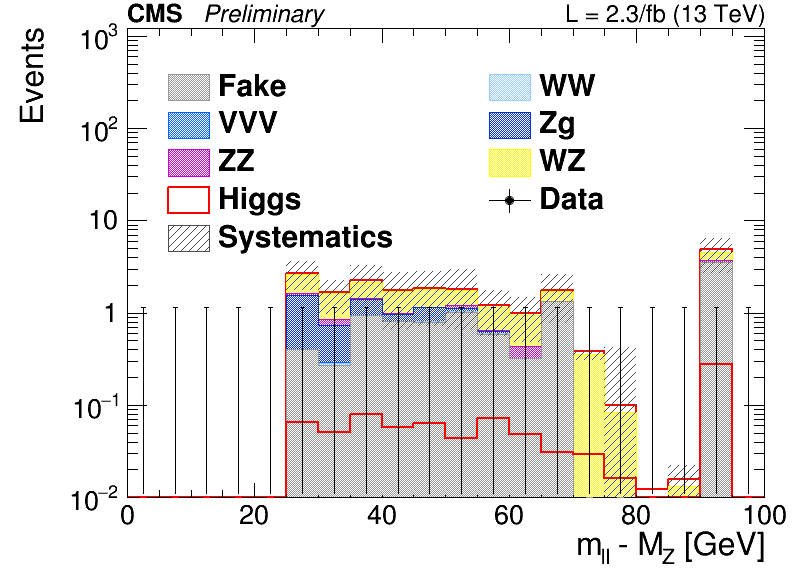 CMS Preliminary L = 2.3/fb (13 TeV)
Events
10³
10²
10
1
10⁻¹
10⁻²
Fake
VVV
ZZ
Higgs
Systematics
WW
Zg
WZ
Data
0 20 40 60 80 100
m_ll - M_Z [GeV]